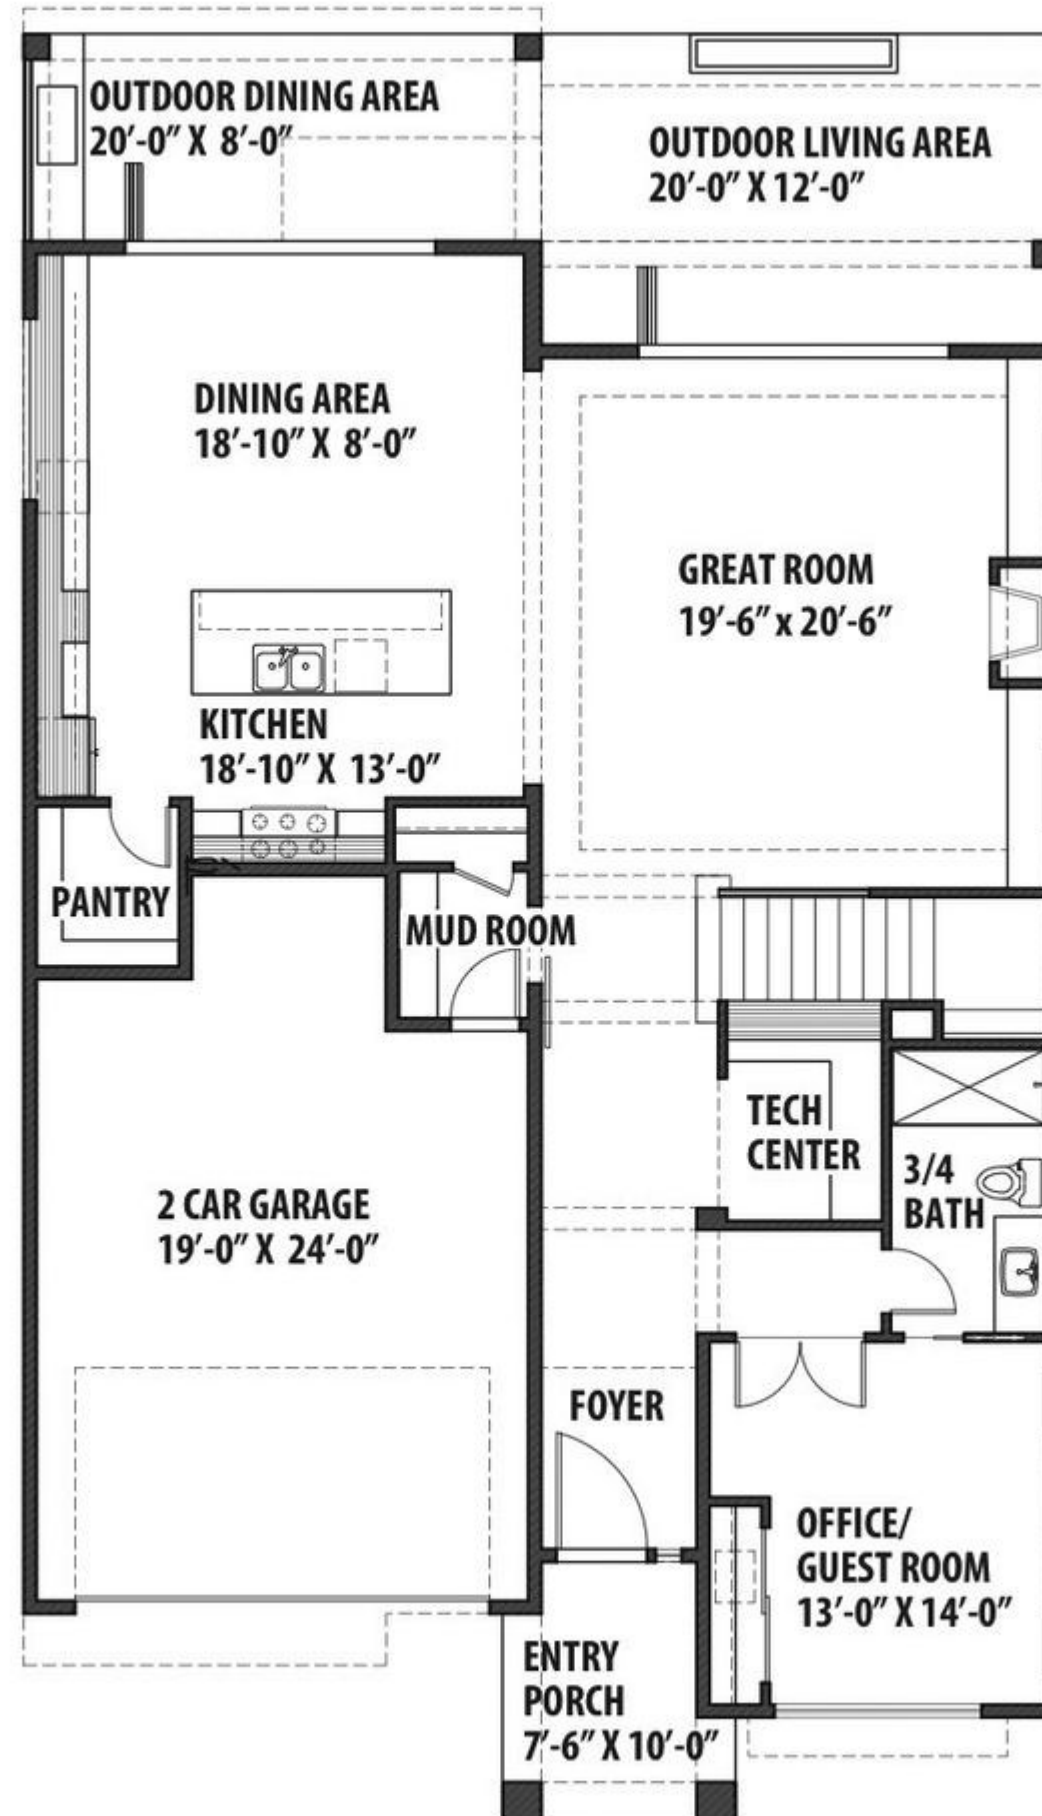 OUTDOOR DINING AREA
20'-0" X 8'-0"
OUTDOOR LIVING AREA
20'-0" X 12'-0"
DINING AREA
18'-10" X 8'-0"
GREAT ROOM
19'-6" x 20'-6"
KITCHEN
18'-10" X 13'-0"
PANTRY
MUD ROOM
TECH
CENTER
3/4
BATH
2 CAR GARAGE
19'-0" X 24'-0"
FOYER
OFFICE/
GUEST ROOM
13'-0" X 14'-0"
ENTRY
PORCH
7'-6" X 10'-0"